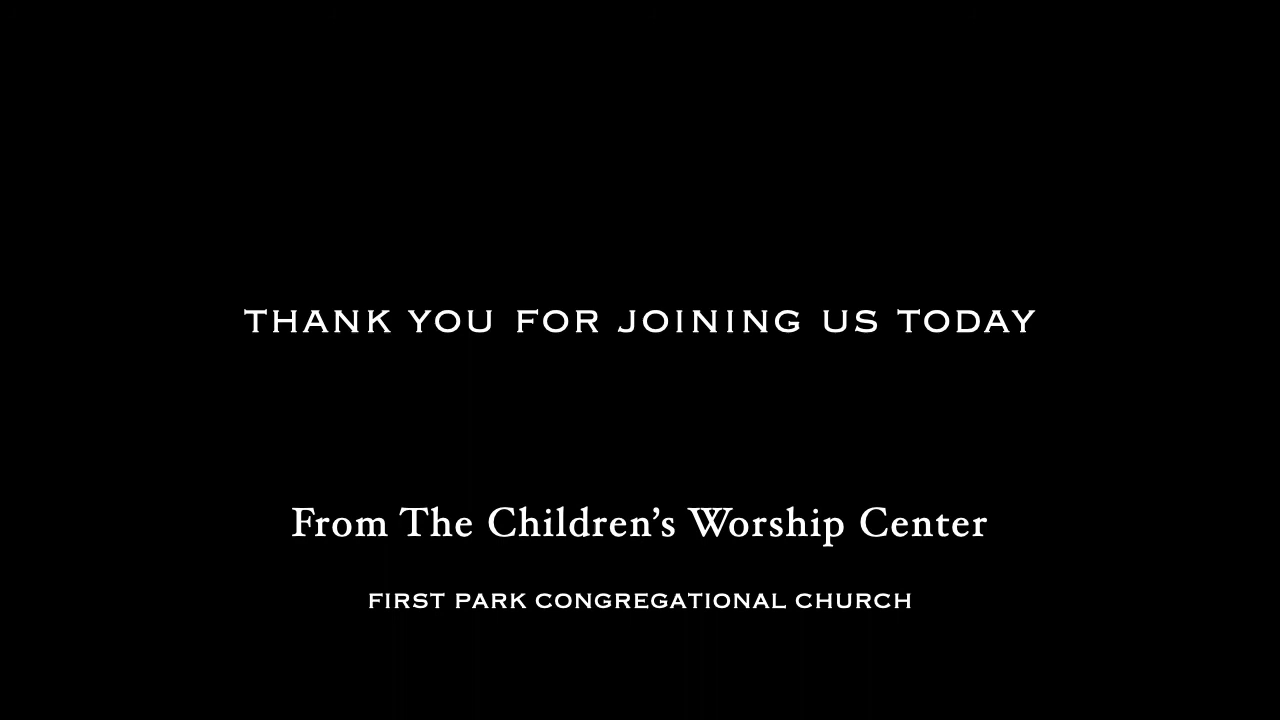 THANK YOU FOR JOINING US TODAY
From The Children’s Worship Center
FIRST PARK CONGREGATIONAL CHURCH